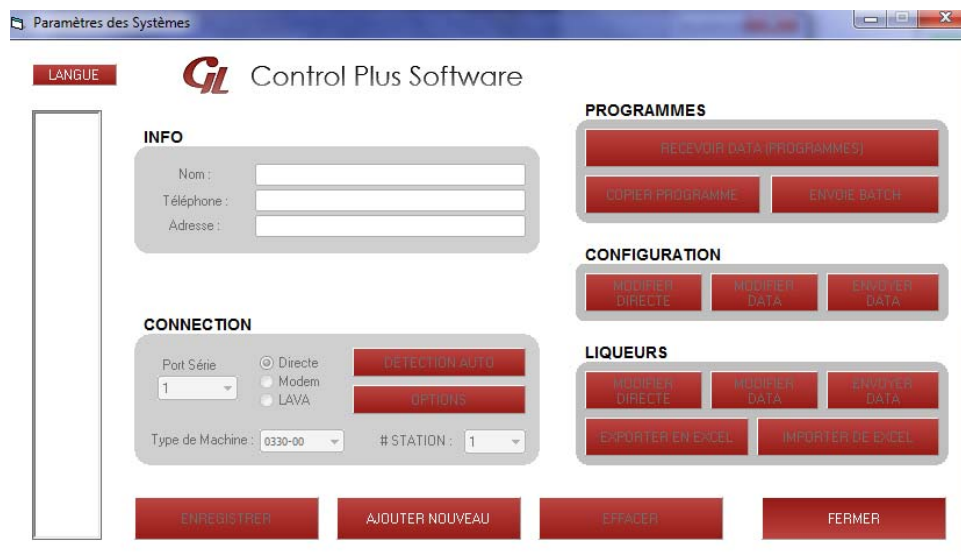 Paramètres des Systèmes
LANGUE
GL Control Plus Software
INFO
Nom :
Téléphone :
Adresse :
CONNECTION
Port Série
1
Directe
Modem
LAVA
DETECTION AUTO
OPTIONS
Type de Machine :
0330-00
# STATION :
1
PROGRAMMES
RECEVOIR DATA (PROGRAMMES)
COPIER PROGRAMME
ENVOIE BATCH
CONFIGURATION
MODIFIER
DIRECTE
MODIFIER
DATA
ENVOYER
DATA
LIQUEURS
MODIFIER
DIRECTE
MODIFIER
DATA
ENVOYER
DATA
EXPORTER EN EXCEL
IMPORTER DE EXCEL
ENREGISTRER
AJOUTER NOUVEAU
EFFACER
FERMER